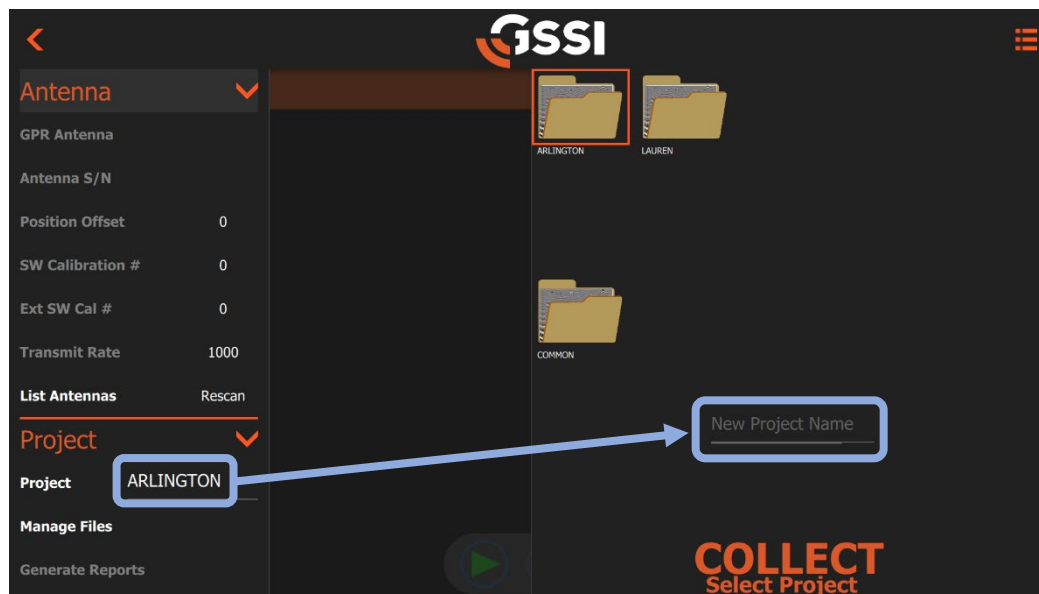 GSSI
Antenna
GPR Antenna
Antenna S/N
Position Offset 0
SW Calibration # 0
Ext SW Cal # 0
Transmit Rate 1000
List Antennas Rescan
Project
Project ARLINGTON
Manage Files
Generate Reports
ARLINGTON LAUREN
COMMON
New Project Name
COLLECT
Select Project